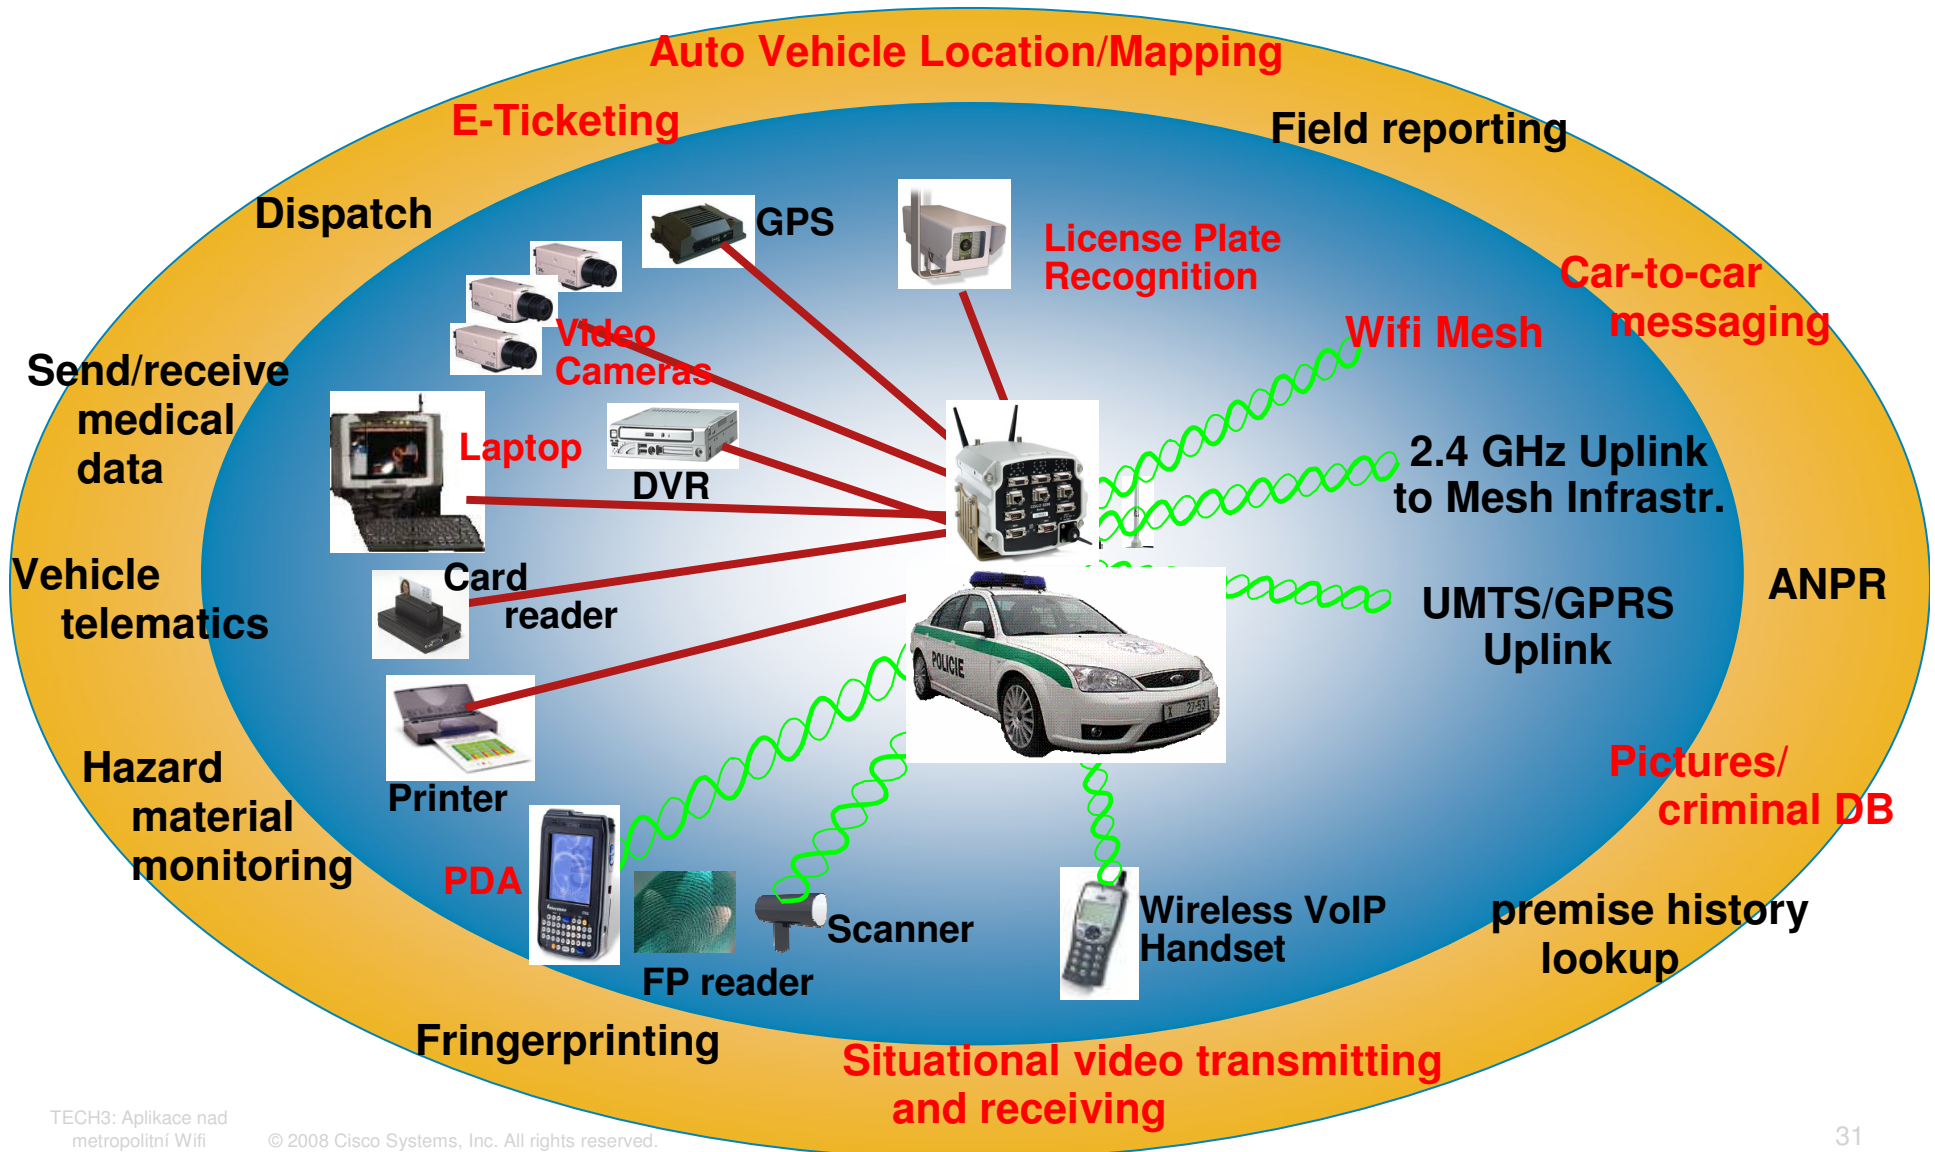 Auto Vehicle Location/Mapping
E-Ticketing
Field reporting
Dispatch
GPS
License Plate
Recognition
Car-to-car
messaging
Video
Cameras
Wifi Mesh
Send/receive
medical
data
Laptop
DVR
2.4 GHz Uplink
to Mesh Infrastr.
Vehicle
telematics
Card
reader
UMTS/GPRS
Uplink
ANPR
POLICIE
Printer
Hazard
material
monitoring
Pictures/
criminal DB
PDA
FP reader
Scanner
Wireless VoIP
Handset
premise history
lookup
Fringerprinting
Situational video transmitting
and receiving
TECH3: Aplikace nad
metropolitní Wifi
© 2008 Cisco Systems, Inc. All rights reserved.
31